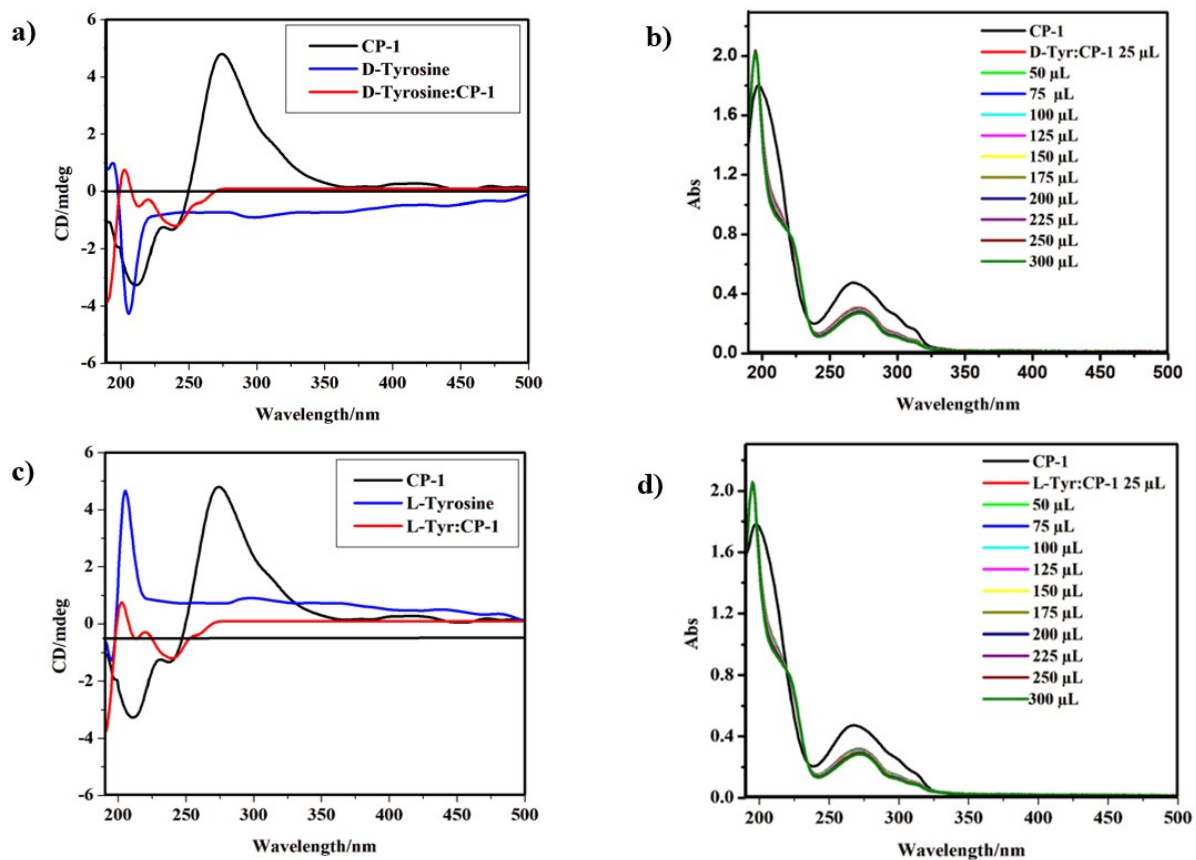 a)
CP-1
D-Tyrosine
D-Tyrosine:CP-1
6
4
2
0
-2
-4
-6
CD/mdeg
200 250 300 350 400 450 500
Wavelength/nm
b)
CP-1
D-Tyr:CP-1 25 µL
50 µL
75 µL
100 µL
125 µL
150 µL
175 µL
200 µL
225 µL
250 µL
300 µL
2.0
1.6
1.2
0.8
0.4
0.0
Abs
200 250 300 350 400 450 500
Wavelength/nm
c)
CP-1
L-Tyrosine
L-Tyr:CP-1
6
4
2
0
-2
-4
-6
CD/mdeg
200 250 300 350 400 450 500
Wavelength/nm
d)
CP-1
L-Tyr:CP-1 25 µL
50 µL
75 µL
100 µL
125 µL
150 µL
175 µL
200 µL
225 µL
250 µL
300 µL
2.0
1.6
1.2
0.8
0.4
0.0
Abs
200 250 300 350 400 450 500
Wavelength/nm